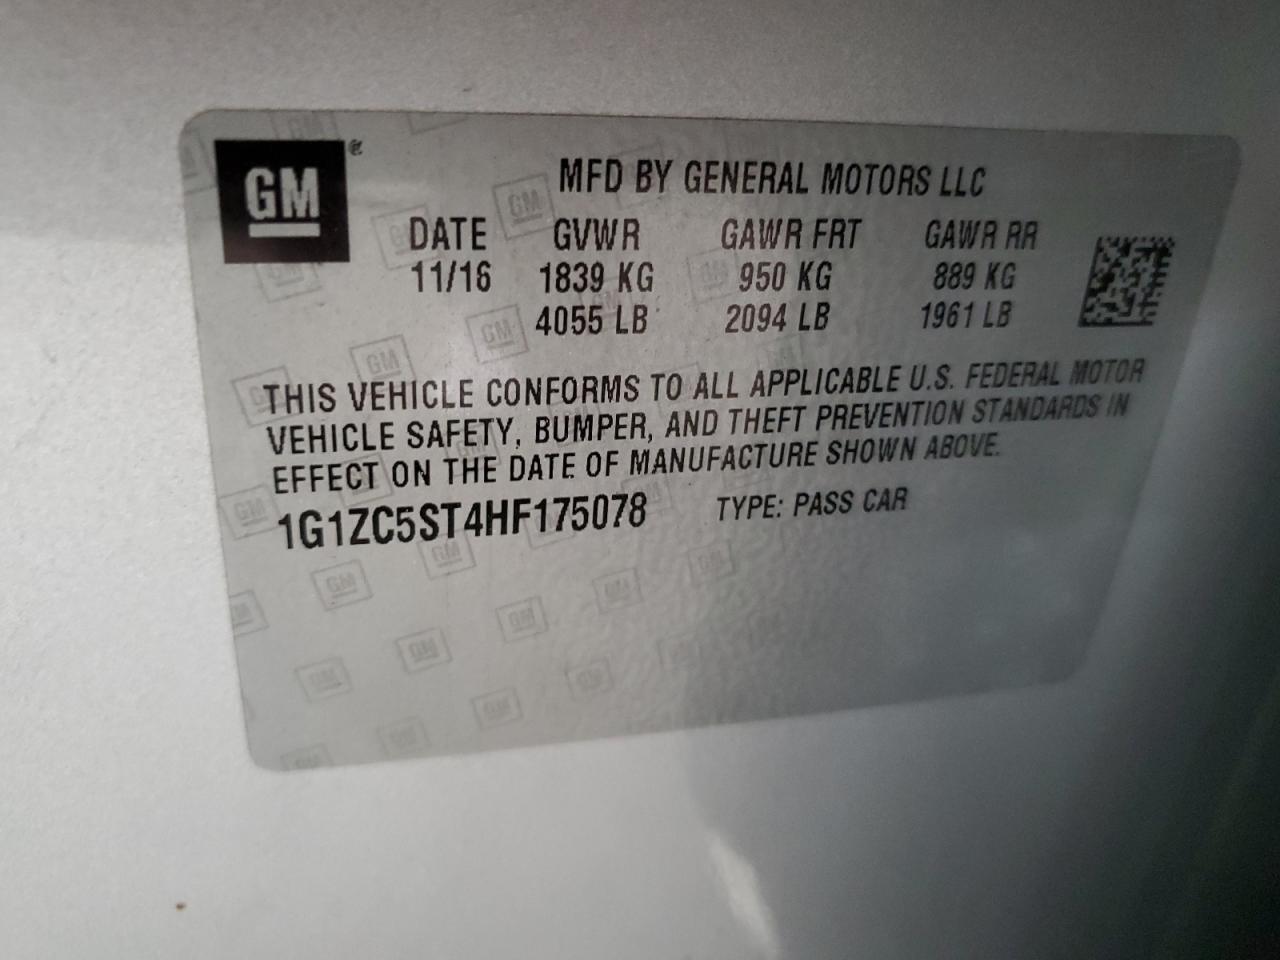 GM®
MFD BY GENERAL MOTORS LLC
DATE GVWR GAWR FRT GAWR RR
11/16 1839 KG 950 KG 889 KG
4055 LB 2094 LB 1961 LB
THIS VEHICLE CONFORMS TO ALL APPLICABLE U.S. FEDERAL MOTOR
VEHICLE SAFETY, BUMPER, AND THEFT PREVENTION STANDARDS IN
EFFECT ON THE DATE OF MANUFACTURE SHOWN ABOVE.
1G1ZC5ST4HF175078 TYPE: PASS CAR